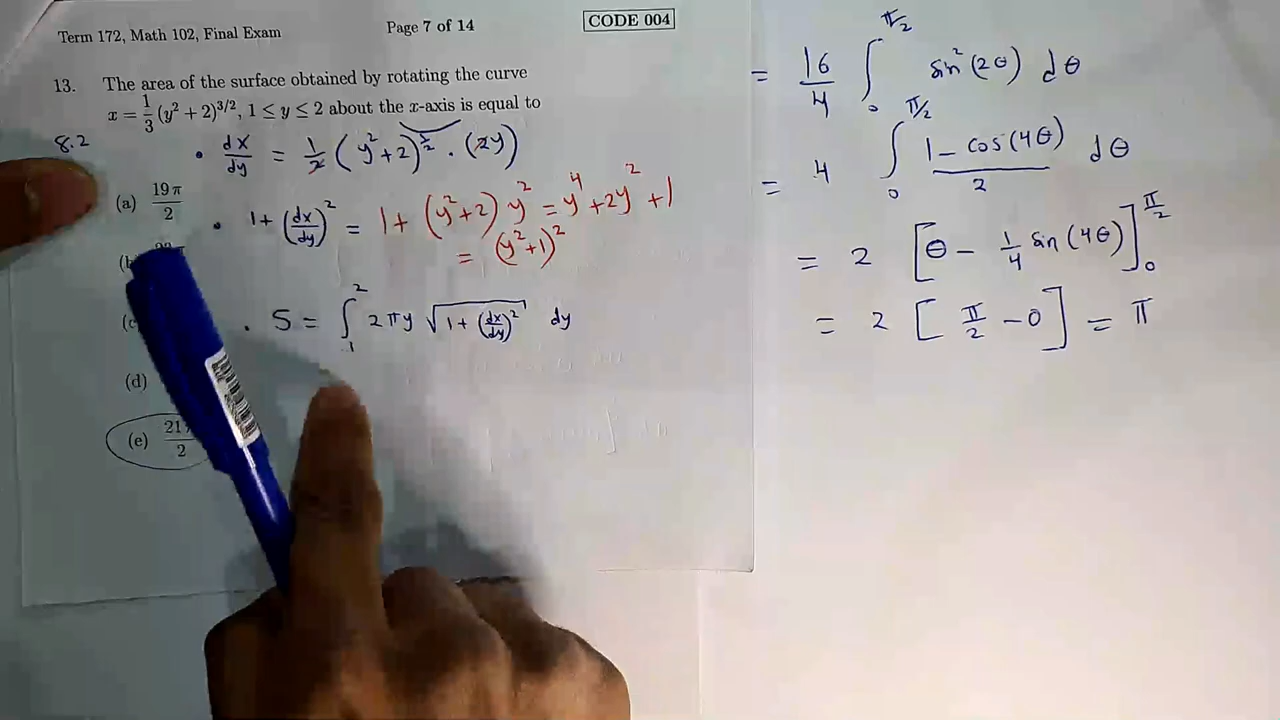 Term 172, Math 102, Final Exam Page 7 of 14 CODE 004
13. The area of the surface obtained by rotating the curve
x = 1/3 (y² + 2)^{3/2}, 1 ≤ y ≤ 2 about the x-axis is equal to
8.2
• dx/dy = 1/2 (y² + 2)^{1/2} · (2y)
(a) 19π/2
• 1 + (dx/dy)² = 1 + (y² + 2) y² = y⁴ + 2y² + 1
= (y² + 1)²
• S = ∫₁² 2πy √(1 + (dx/dy)²) dy
(d)
(e) 21
2
= 16/4 ∫₀^{π/2} sin²(2θ) dθ
= 4 ∫₀^{π/2} (1 − cos(4θ))/2 dθ
= 2 [θ − 1/4 sin(4θ)]₀^{π/2}
= 2 [π/2 − 0] = π